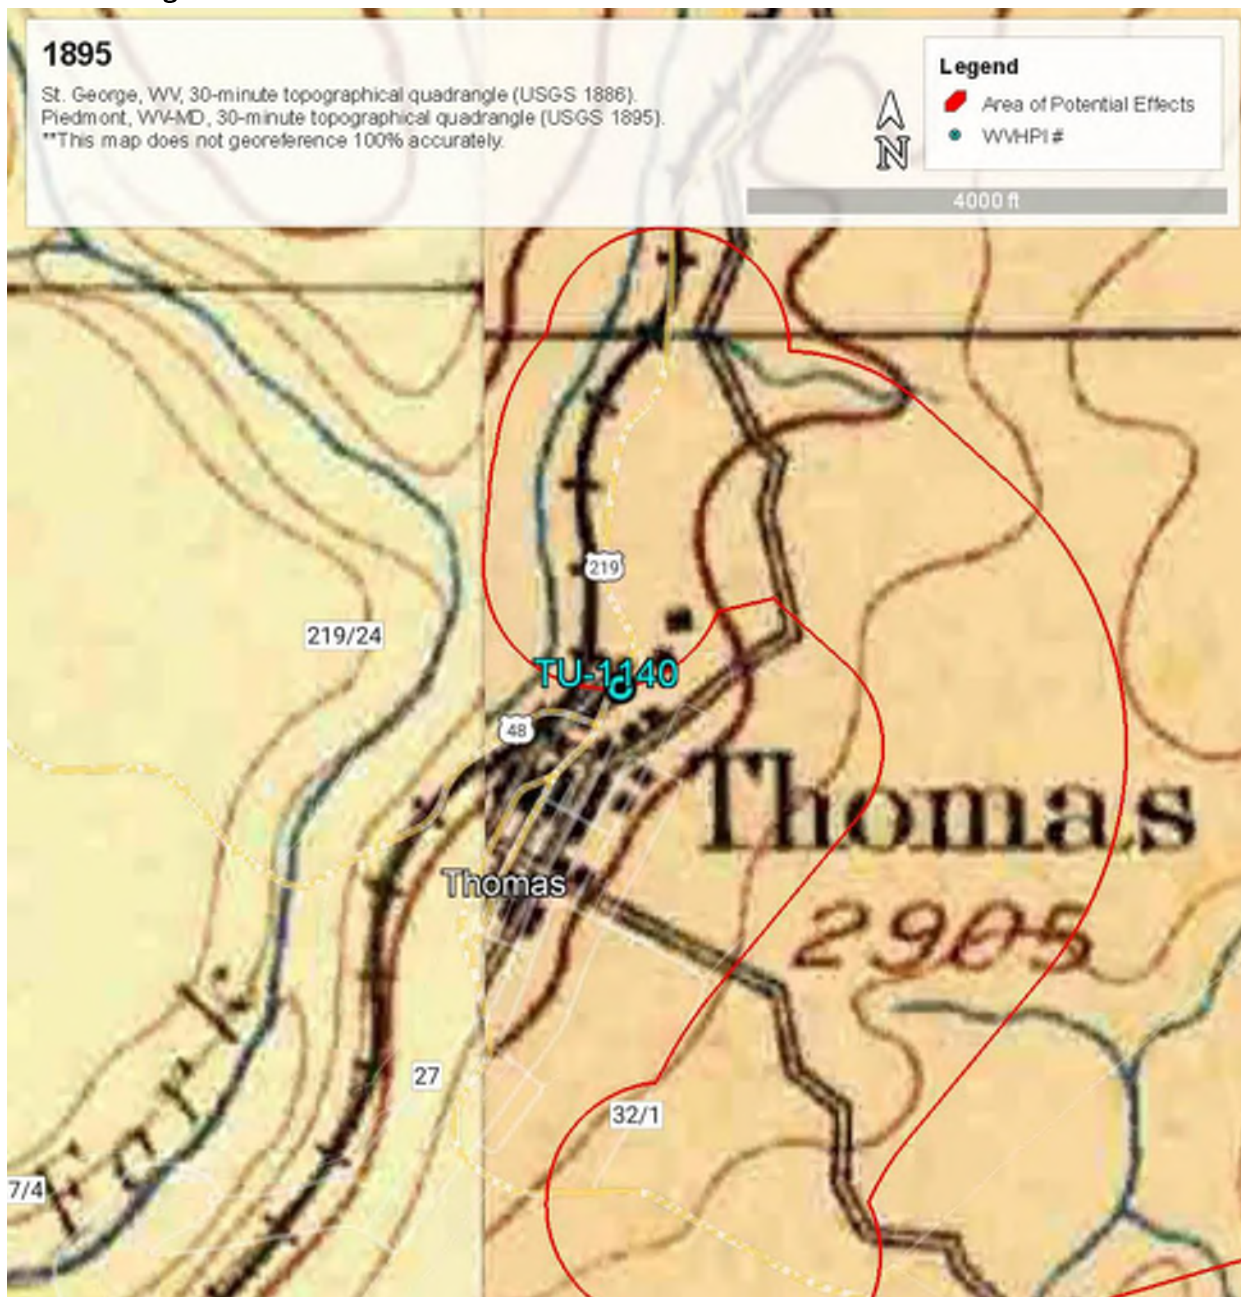 1895
St. George, WV, 30-minute topographical quadrangle (USGS 1886).
Piedmont, WV-MD, 30-minute topographical quadrangle (USGS 1895).
**This map does not georeference 100% accurately.
N
Legend
Area of Potential Effects
WVHPI #
4000 ft
219
219/24
TU-1140
48
Thomas
Thomas
2905
Fork
27
32/1
7/4